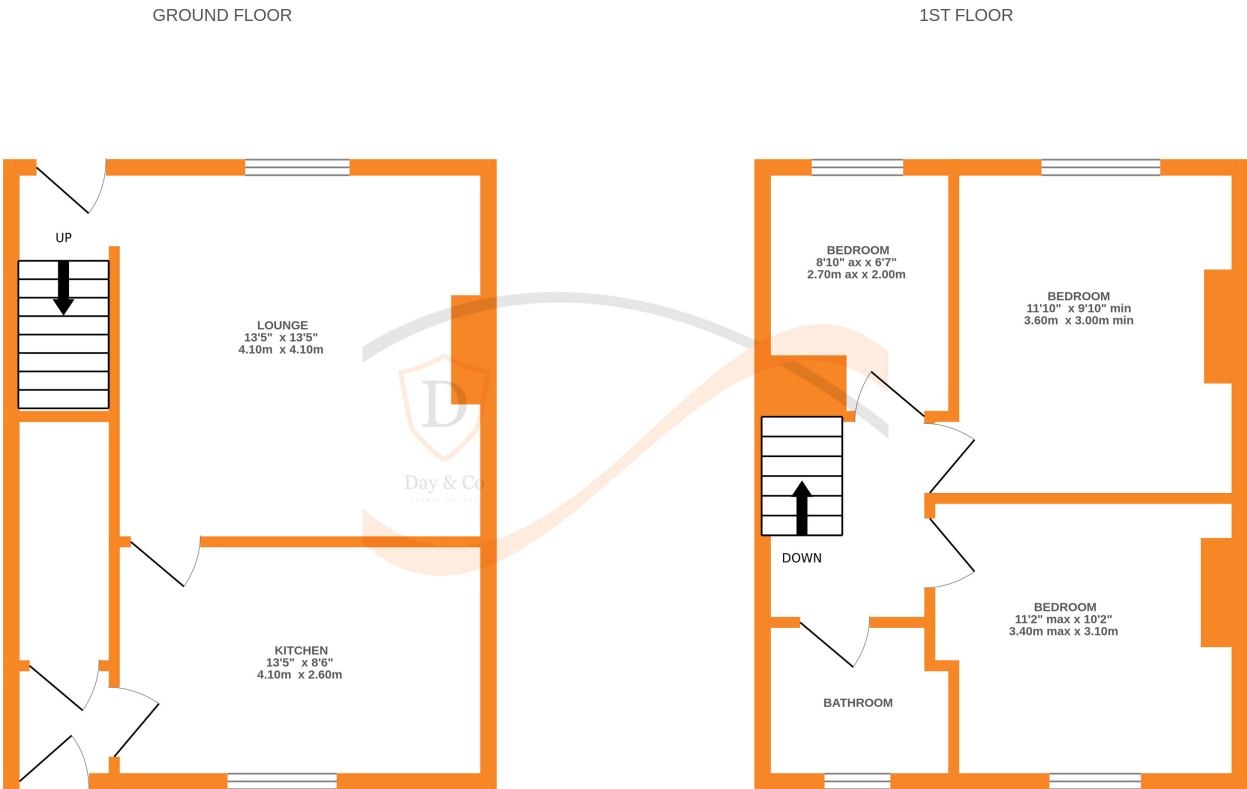 GROUND FLOOR
1ST FLOOR
UP
LOUNGE
13'5" x 13'5"
4.10m x 4.10m
D
Day & Co
KITCHEN
13'5" x 8'6"
4.10m x 2.60m
BEDROOM
8'10" ax x 6'7"
2.70m ax x 2.00m
BEDROOM
11'10" x 9'10" min
3.60m x 3.00m min
DOWN
BEDROOM
11'2" max x 10'2"
3.40m max x 3.10m
BATHROOM